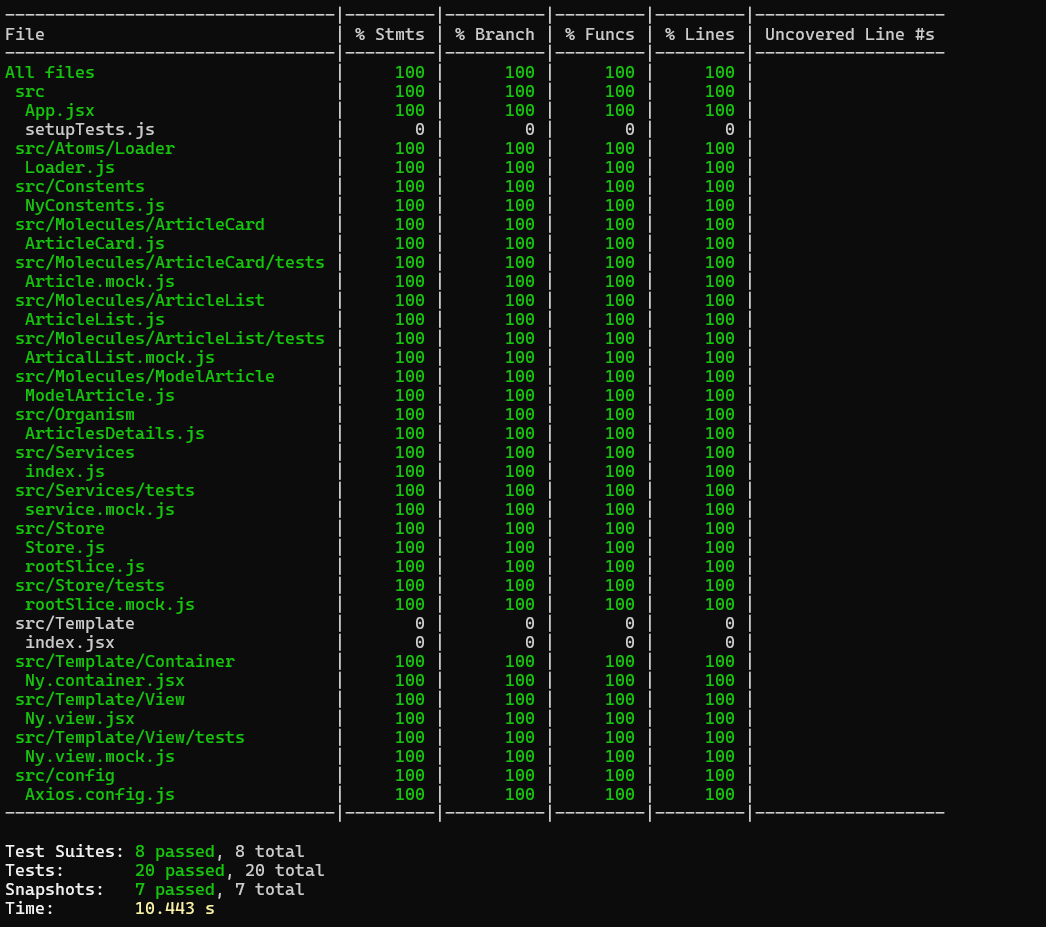 --------------------------------|---------|----------|---------|---------|-------------------
File                            | % Stmts | % Branch | % Funcs | % Lines | Uncovered Line #s
--------------------------------|---------|----------|---------|---------|-------------------
All files                       |     100 |      100 |     100 |     100 |
 src                            |     100 |      100 |     100 |     100 |
  App.jsx                       |     100 |      100 |     100 |     100 |
  setupTests.js                 |       0 |        0 |       0 |       0 |
 src/Atoms/Loader               |     100 |      100 |     100 |     100 |
  Loader.js                     |     100 |      100 |     100 |     100 |
 src/Constents                  |     100 |      100 |     100 |     100 |
  NyConstents.js                |     100 |      100 |     100 |     100 |
 src/Molecules/ArticleCard      |     100 |      100 |     100 |     100 |
  ArticleCard.js                |     100 |      100 |     100 |     100 |
 src/Molecules/ArticleCard/tests |     100 |      100 |     100 |     100 |
  Article.mock.js               |     100 |      100 |     100 |     100 |
 src/Molecules/ArticleList      |     100 |      100 |     100 |     100 |
  ArticleList.js                |     100 |      100 |     100 |     100 |
 src/Molecules/ArticleList/tests |     100 |      100 |     100 |     100 |
  ArticalList.mock.js           |     100 |      100 |     100 |     100 |
 src/Molecules/ModelArticle     |     100 |      100 |     100 |     100 |
  ModelArticle.js               |     100 |      100 |     100 |     100 |
 src/Organism                   |     100 |      100 |     100 |     100 |
  ArticlesDetails.js            |     100 |      100 |     100 |     100 |
 src/Services                   |     100 |      100 |     100 |     100 |
  index.js                      |     100 |      100 |     100 |     100 |
 src/Services/tests             |     100 |      100 |     100 |     100 |
  service.mock.js               |     100 |      100 |     100 |     100 |
 src/Store                      |     100 |      100 |     100 |     100 |
  Store.js                      |     100 |      100 |     100 |     100 |
  rootSlice.js                  |     100 |      100 |     100 |     100 |
 src/Store/tests                |     100 |      100 |     100 |     100 |
  rootSlice.mock.js             |     100 |      100 |     100 |     100 |
 src/Template                   |       0 |        0 |       0 |       0 |
  index.jsx                     |       0 |        0 |       0 |       0 |
 src/Template/Container         |     100 |      100 |     100 |     100 |
  Ny.container.jsx              |     100 |      100 |     100 |     100 |
 src/Template/View              |     100 |      100 |     100 |     100 |
  Ny.view.jsx                   |     100 |      100 |     100 |     100 |
 src/Template/View/tests        |     100 |      100 |     100 |     100 |
  Ny.view.mock.js               |     100 |      100 |     100 |     100 |
 src/config                     |     100 |      100 |     100 |     100 |
  Axios.config.js               |     100 |      100 |     100 |     100 |
--------------------------------|---------|----------|---------|---------|-------------------
Test Suites: 8 passed, 8 total
Tests:       20 passed, 20 total
Snapshots:   7 passed, 7 total
Time:        10.443 s